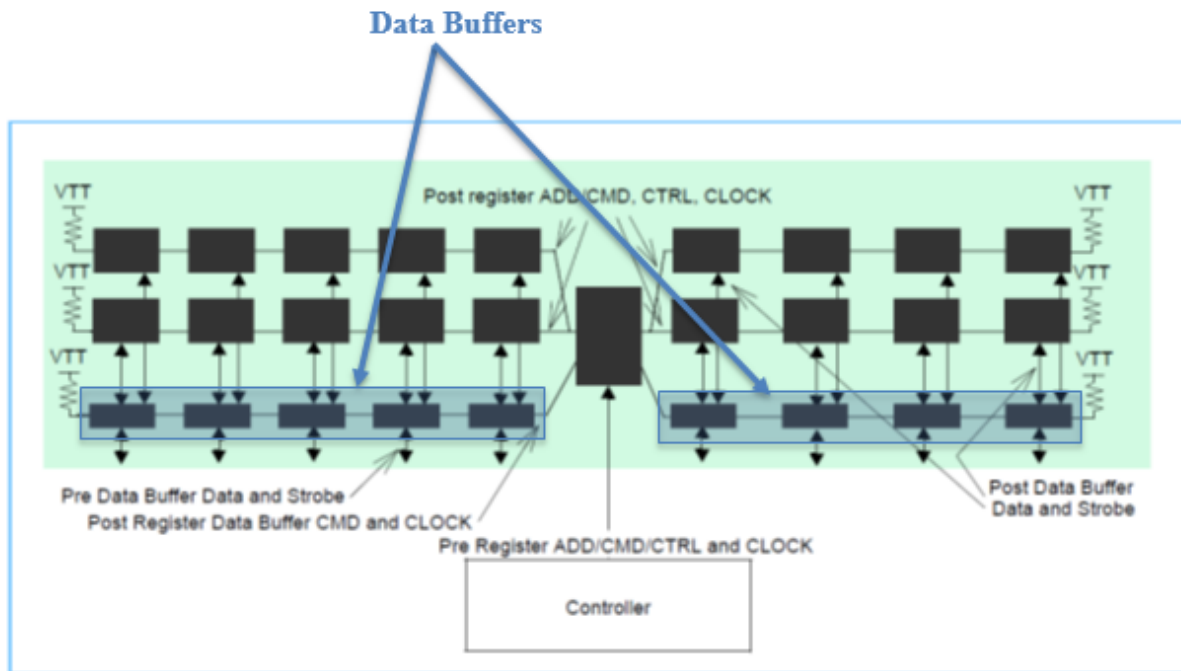 Data Buffers
VTT
Post register ADD/CMD, CTRL, CLOCK
VTT
VTT
VTT
VTT
VTT
Pre Data Buffer Data and Strobe
Post Register Data Buffer CMD and CLOCK
Post Data Buffer
Data and Strobe
Pre Register ADD/CMD/CTRL and CLOCK
Controller